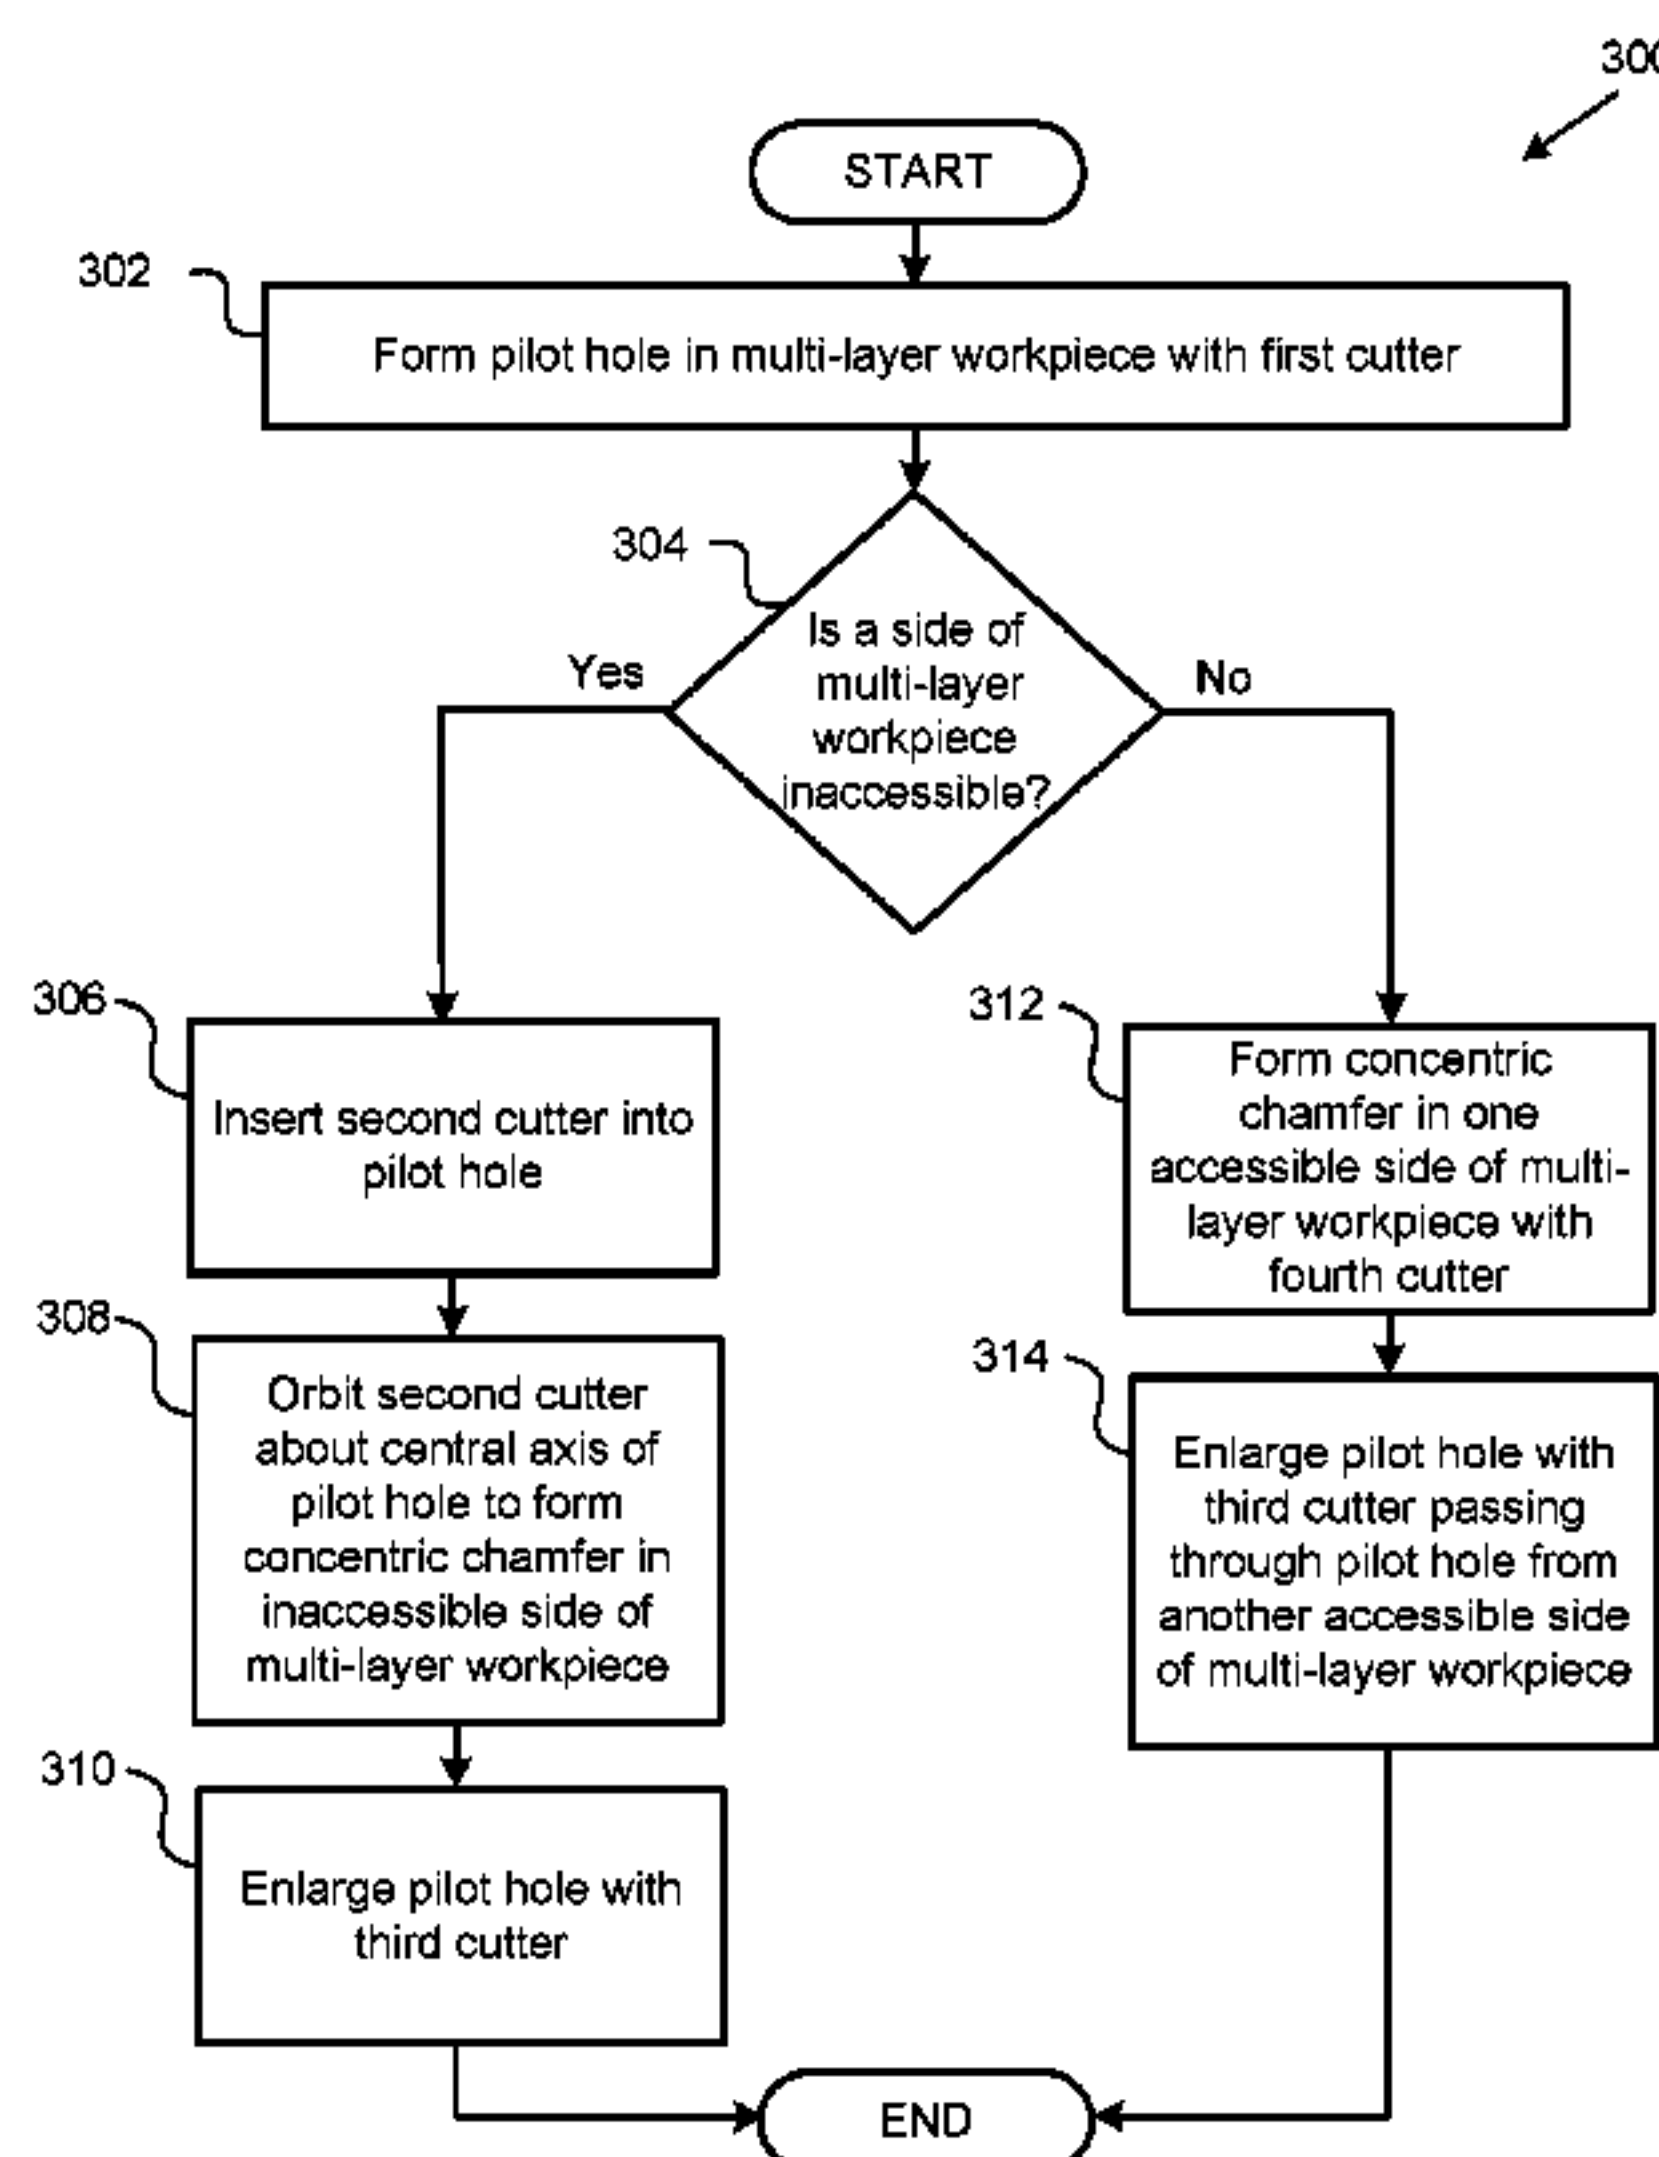 300
START
302
Form pilot hole in multi-layer workpiece with first cutter
304
Is a side of
multi-layer
workpiece
inaccessible?
Yes
No
306
Insert second cutter into
pilot hole
308
Orbit second cutter
about central axis of
pilot hole to form
concentric chamfer in
inaccessible side of
multi-layer workpiece
310
Enlarge pilot hole with
third cutter
312
Form concentric
chamfer in one
accessible side of multi-
layer workpiece with
fourth cutter
314
Enlarge pilot hole with
third cutter passing
through pilot hole from
another accessible side
of multi-layer workpiece
END